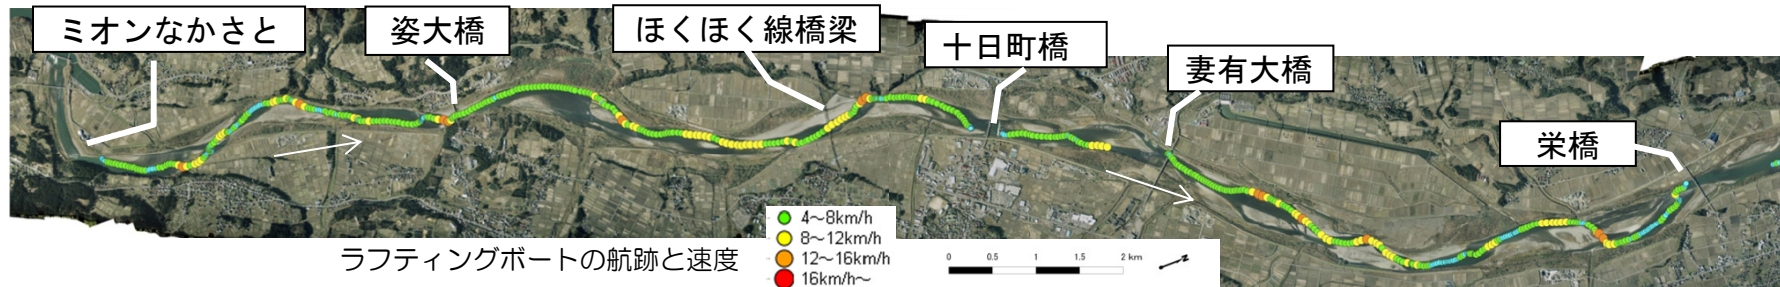 ミオンなかさと
姿大橋
ほくほく線橋梁
十日町橋
妻有大橋
栄橋
ラフティングボートの航跡と速度
4～8km/h
8～12km/h
12～16km/h
16km/h～
0 0.5 1 1.5 2 km
N